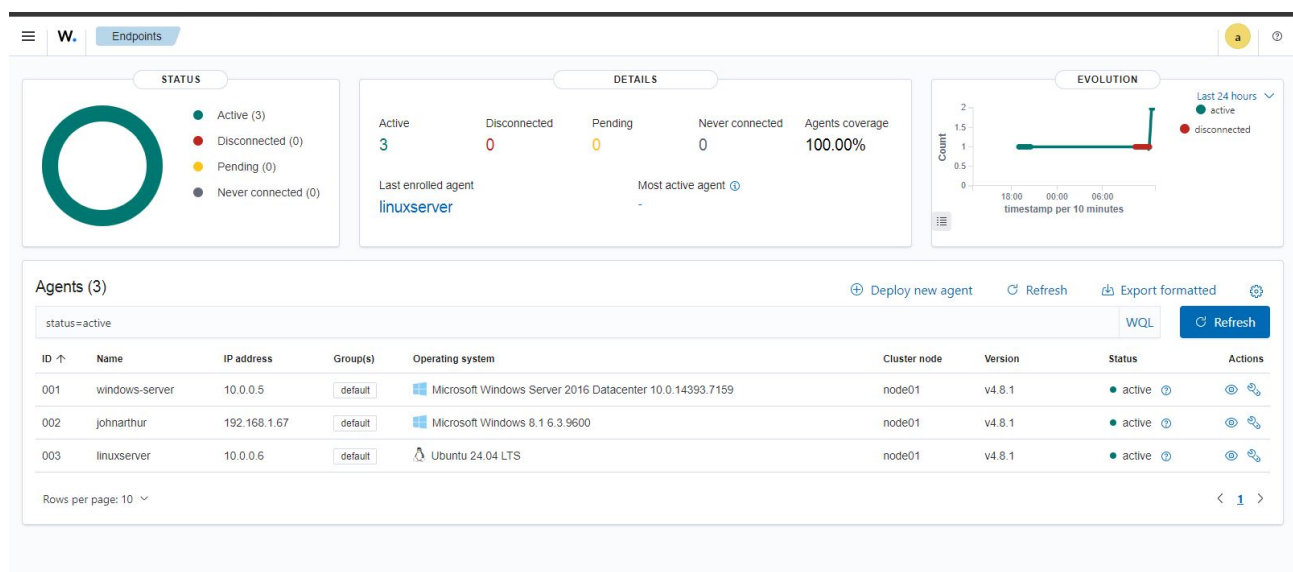 W. Endpoints a
STATUS
Active (3)
Disconnected (0)
Pending (0)
Never connected (0)
DETAILS
Active Disconnected Pending Never connected Agents coverage
3 0 0 0 100.00%
Last enrolled agent Most active agent
linuxserver -
EVOLUTION
Last 24 hours
active
disconnected
Count
2
1.5
1
0.5
0
18:00 00:00 06:00
timestamp per 10 minutes
Agents (3) Deploy new agent Refresh Export formatted
status=active WQL Refresh
ID Name IP address Group(s) Operating system Cluster node Version Status Actions
001 windows-server 10.0.0.5 default Microsoft Windows Server 2016 Datacenter 10.0.14393.7159 node01 v4.8.1 active
002 johnarthur 192.168.1.67 default Microsoft Windows 8.1 6.3.9600 node01 v4.8.1 active
003 linuxserver 10.0.0.6 default Ubuntu 24.04 LTS node01 v4.8.1 active
Rows per page: 10 1